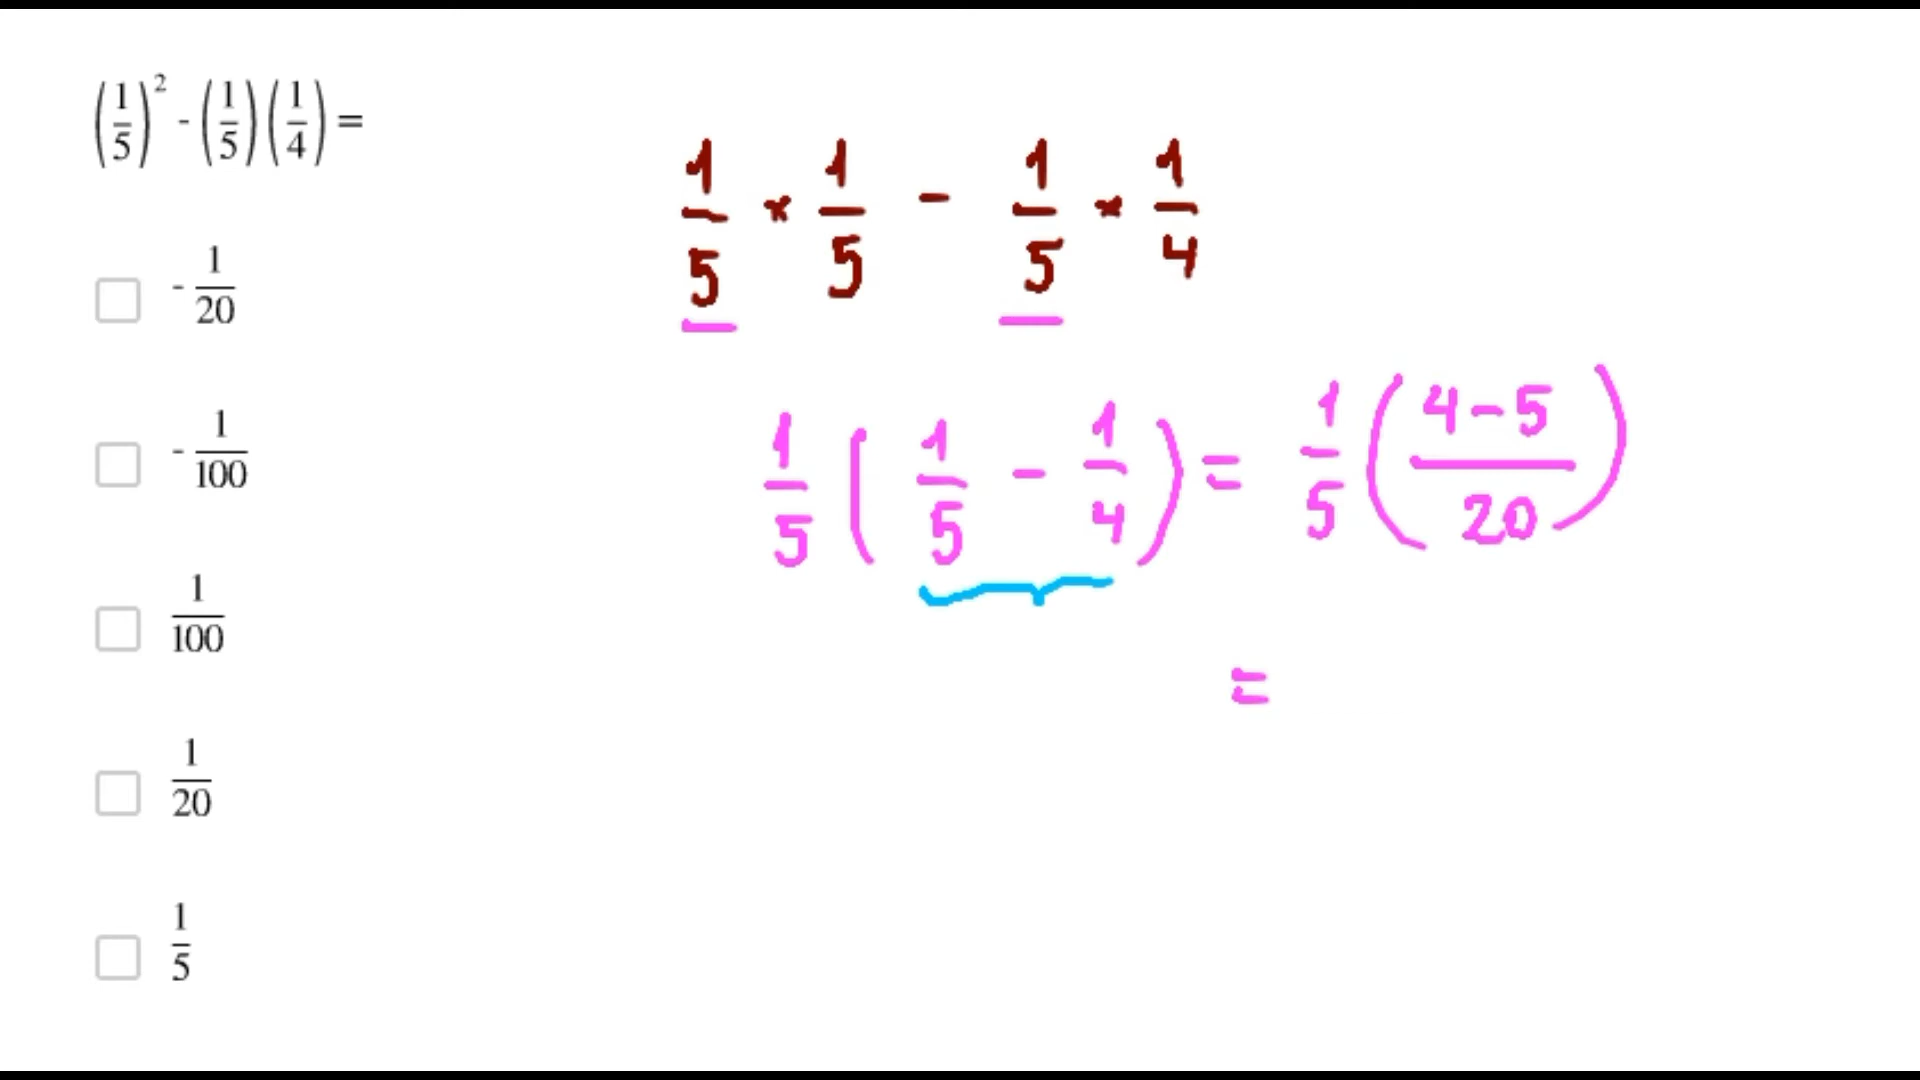 (1/5)² - (1/5)(1/4) =
- 1/20
- 1/100
1/100
1/20
1/5
1/5 × 1/5 - 1/5 × 1/4
1/5 (1/5 - 1/4) = 1/5 ((4-5)/20)
=